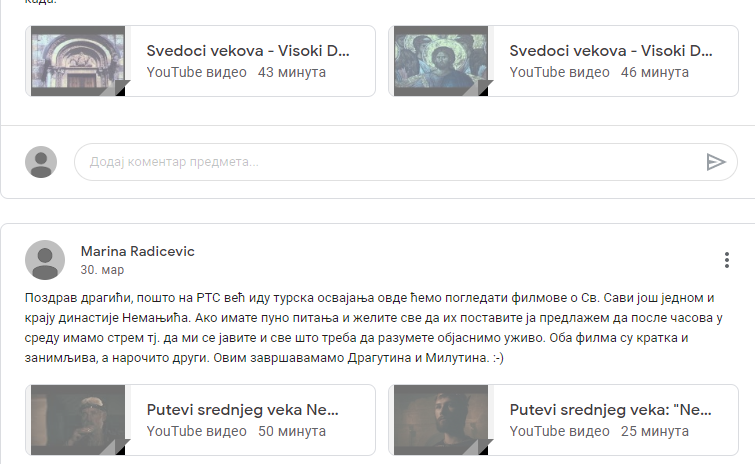 када.
Svedoci vekova - Visoki D...
YouTube видео 43 минута
Svedoci vekova - Visoki D...
YouTube видео 46 минута
Додај коментар предмета...
Marina Radicevic
30. мар
Поздрав драгићи, пошто на РТС већ иду турска освајања овде ћемо погледати филмове о Св. Сави још једном и
крају династије Немањића. Ако имате пуно питања и желите све да их поставите ја предлажем да после часова у
среду имамо стрем тј. да ми се јавите и све што треба да разумете објаснимо уживо. Оба филма су кратка и
занимљива, а нарочито други. Овим завршавамамо Драгутина и Милутина. :-)
Putevi srednjeg veka Ne...
YouTube видео 50 минута
Putevi srednjeg veka: "Ne...
YouTube видео 25 минута